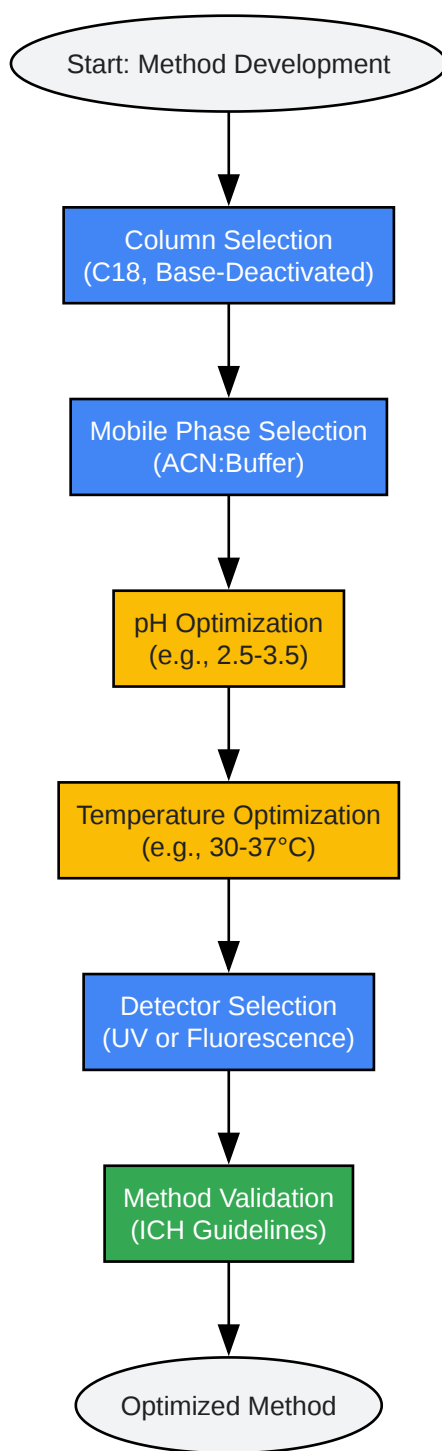 Start: Method Development
Column Selection
(C18, Base-Deactivated)
Mobile Phase Selection
(ACN:Buffer)
pH Optimization
(e.g., 2.5-3.5)
Temperature Optimization
(e.g., 30-37°C)
Detector Selection
(UV or Fluorescence)
Method Validation
(ICH Guidelines)
Optimized Method